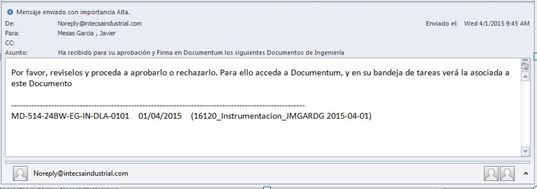 Mensaje enviado con importancia Alta.
De: Noreply@intecsaindustrial.com Enviado el: Wed 4/1/2015 9:45 AM
Para: Mesas Garcia , Javier
CC:
Asunto: Ha recibido para su aprobación y Firma en Documentum los siguientes Documentos de Ingeniería
Por favor, revíselos y proceda a aprobarlo o rechazarlo. Para ello acceda a Documentum, y en su bandeja de tareas verá la asociada a
este Documento
--------------------------------------------------------------------------------
MD-514-24BW-EG-IN-DLA-0101 01/04/2015 (16120_Instrumentacion_JMGARDG 2015-04-01)
Noreply@intecsaindustrial.com